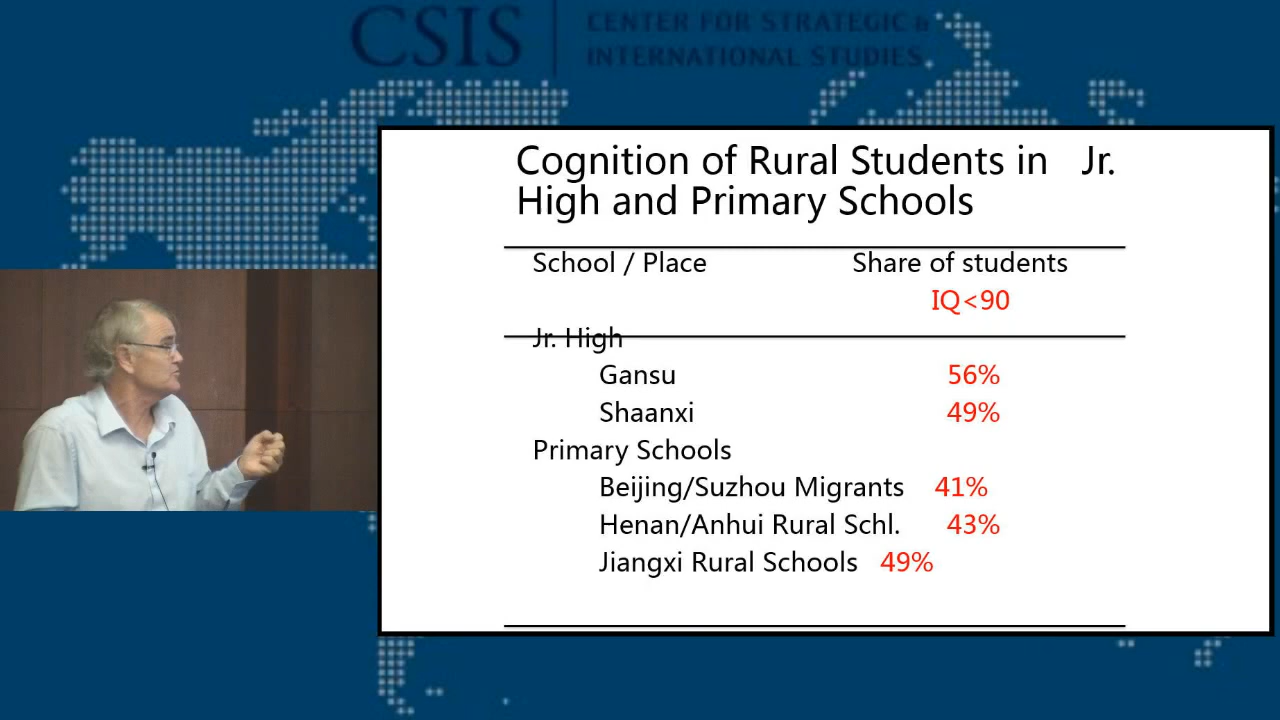 CSIS
CENTER FOR STRATEGIC &
INTERNATIONAL STUDIES
Cognition of Rural Students in Jr.
High and Primary Schools
School / Place Share of students
IQ<90
Jr. High
Gansu 56%
Shaanxi 49%
Primary Schools
Beijing/Suzhou Migrants 41%
Henan/Anhui Rural Schl. 43%
Jiangxi Rural Schools 49%